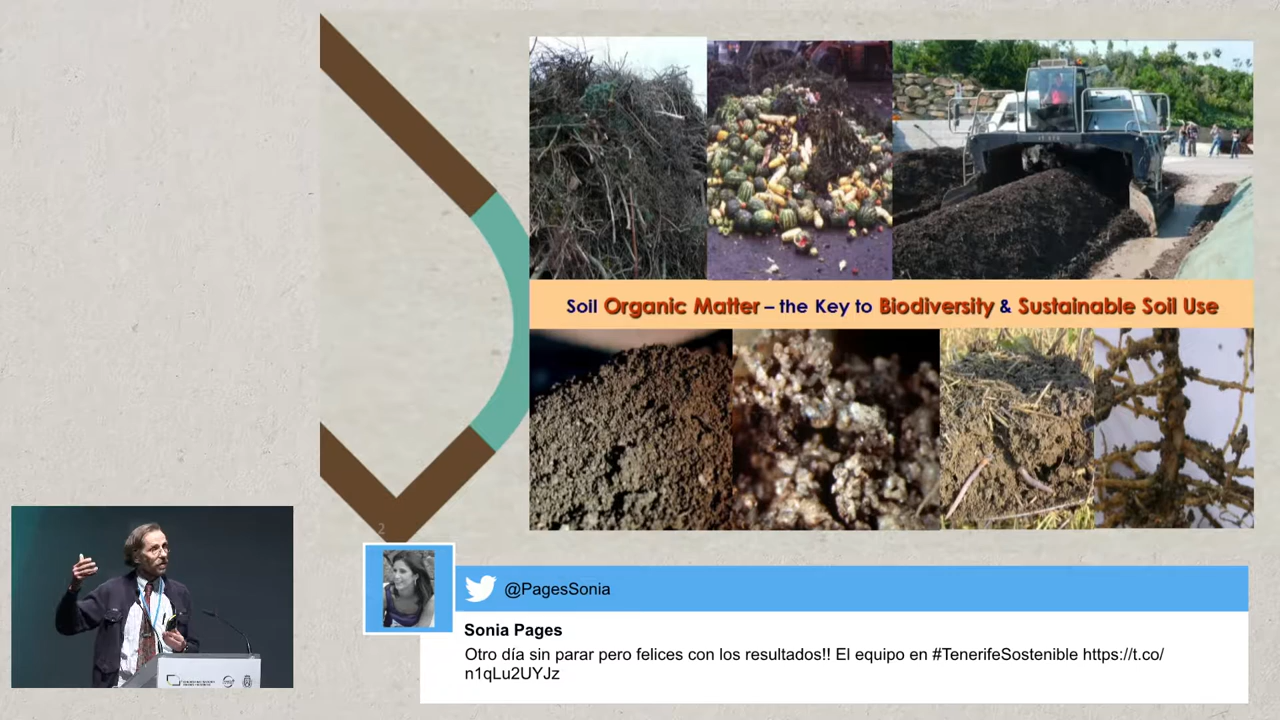 Soil Organic Matter – the Key to Biodiversity & Sustainable Soil Use
2
@PagesSonia
Sonia Pages
Otro día sin parar pero felices con los resultados!! El equipo en #TenerifeSostenible https://t.co/
n1qLu2UYJz